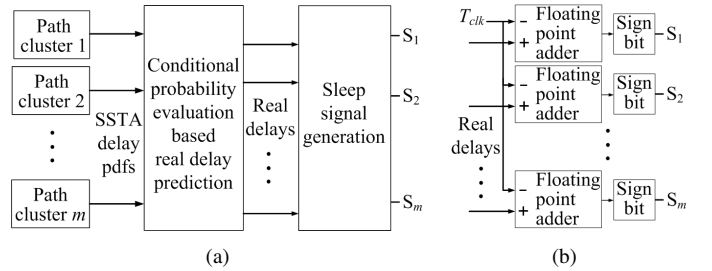 Path
cluster 1
Path
cluster 2
Path
cluster m
SSTA
delay
pdfs
Conditional
probability
evaluation
based
real delay
prediction
Real
delays
Sleep
signal
generation
S1
S2
Sm
(a)
Tclk
Real
delays
- Floating
+ point
adder
Sign
bit
S1
- Floating
+ point
adder
Sign
bit
S2
- Floating
+ point
adder
Sign
bit
Sm
(b)